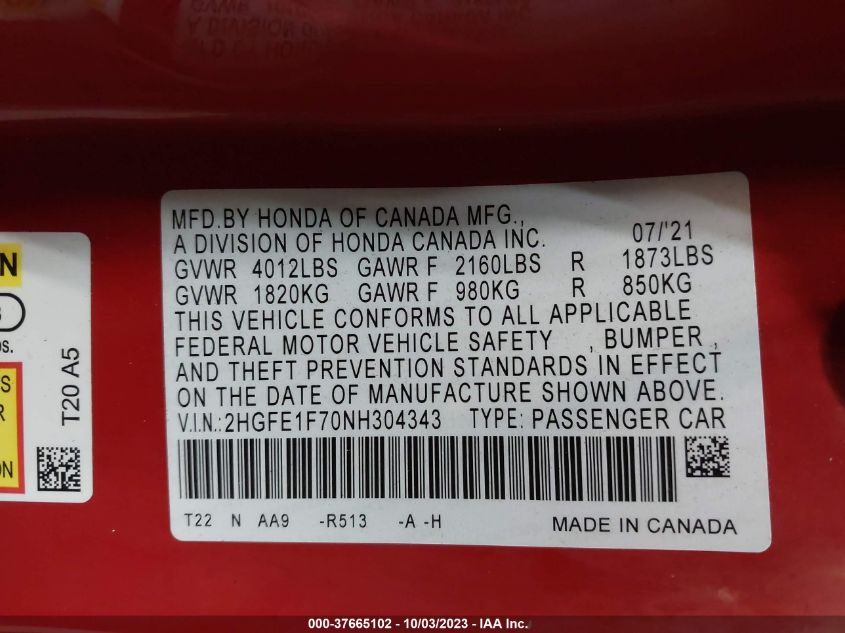 MFD.BY HONDA OF CANADA MFG.,
A DIVISION OF HONDA CANADA INC. 07/'21
GVWR 4012LBS GAWR F 2160LBS R 1873LBS
GVWR 1820KG GAWR F 980KG R 850KG
THIS VEHICLE CONFORMS TO ALL APPLICABLE
FEDERAL MOTOR VEHICLE SAFETY , BUMPER ,
AND THEFT PREVENTION STANDARDS IN EFFECT
ON THE DATE OF MANUFACTURE SHOWN ABOVE.
V.I.N.: 2HGFE1F70NH304343 TYPE: PASSENGER CAR
T22 N AA9 -R513 -A -H MADE IN CANADA
T20 A5
000-37665102 - 10/03/2023 - IAA Inc.